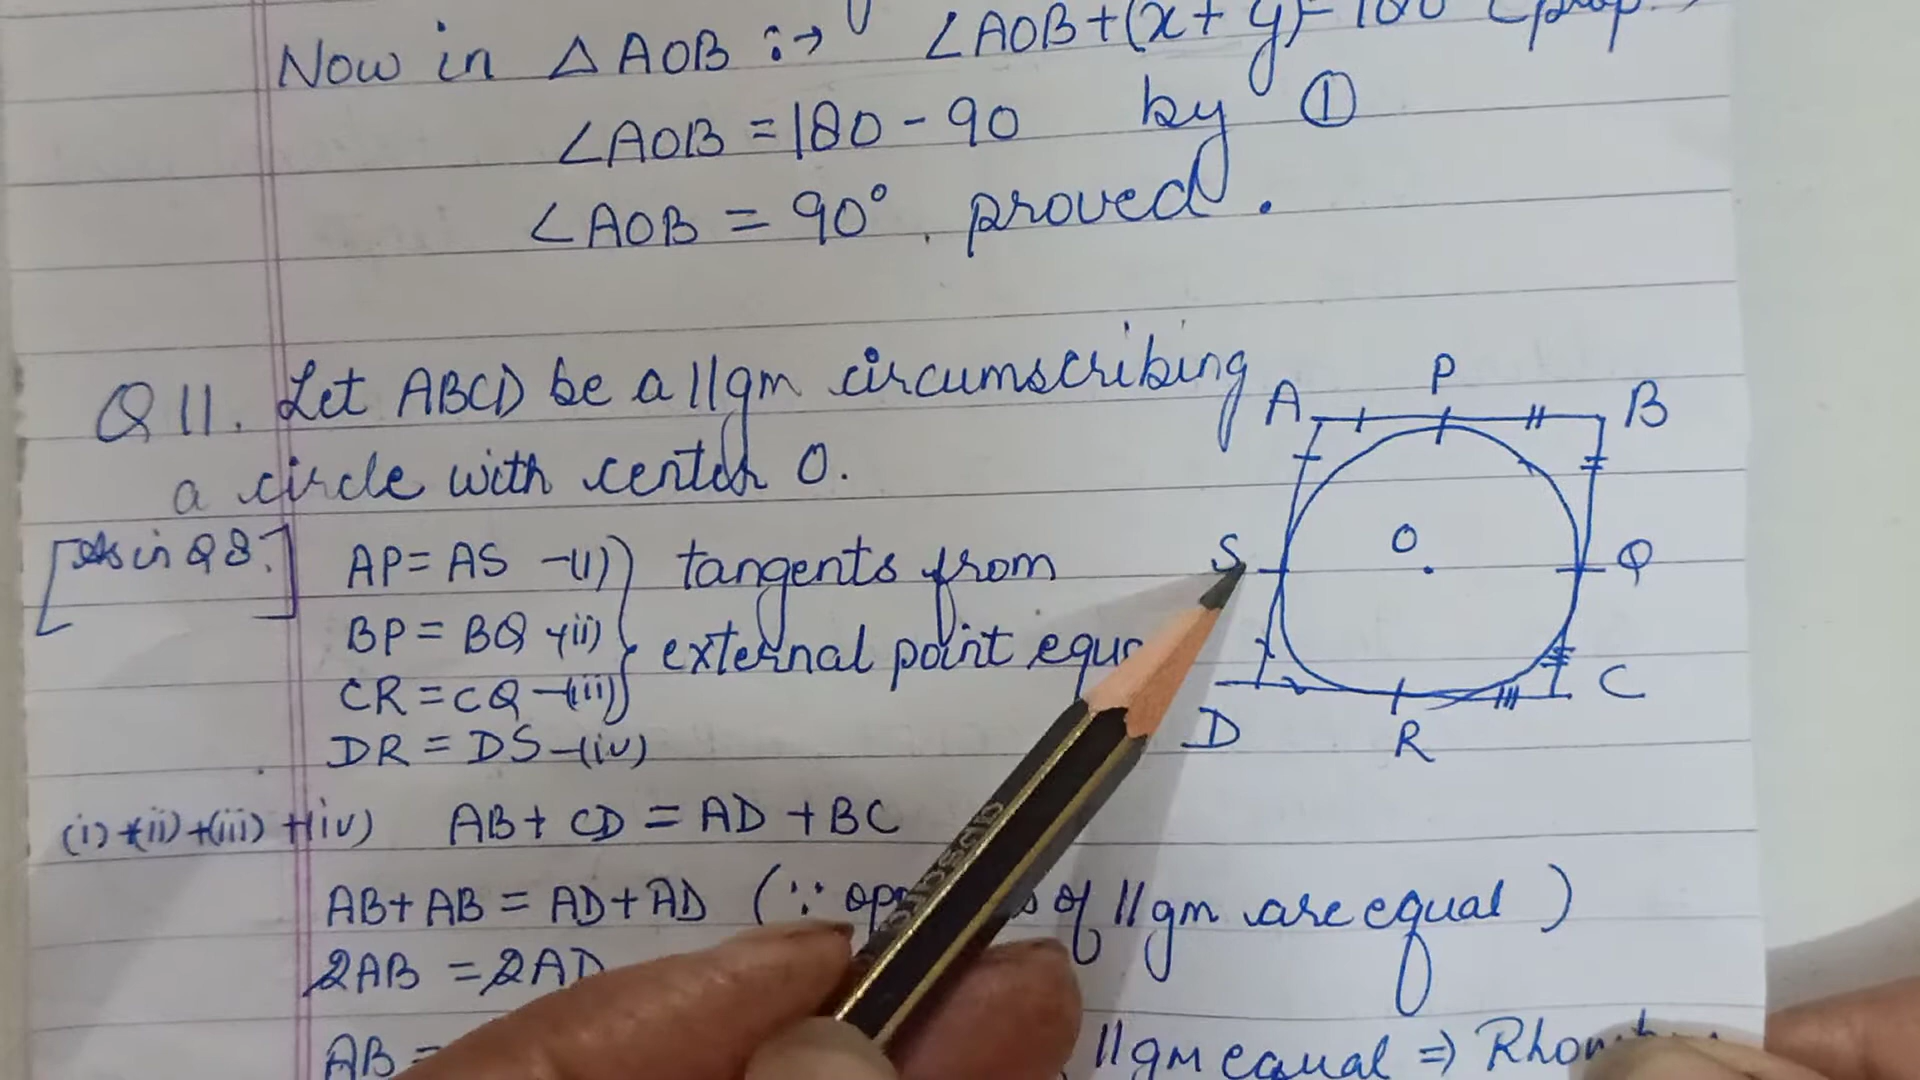 Now in △AOB :→ ∠AOB+(x+y)=180
∠AOB = 180 - 90 by ①
∠AOB = 90° proved.
Q11. Let ABCD be a ||gm circumscribing
a circle with center O.
[As in Q8.]
AP = AS -(i)
BP = BQ -(ii)
CR = CQ -(iii)
DR = DS -(iv)
tangents from
external point
(i)+(ii)+(iii)+(iv) AB + CD = AD + BC
AB + AB = AD + AD (∵ of ||gm are equal)
2AB = 2AD
AB =
||gm equal ⇒
A P B
S O Q
D R C